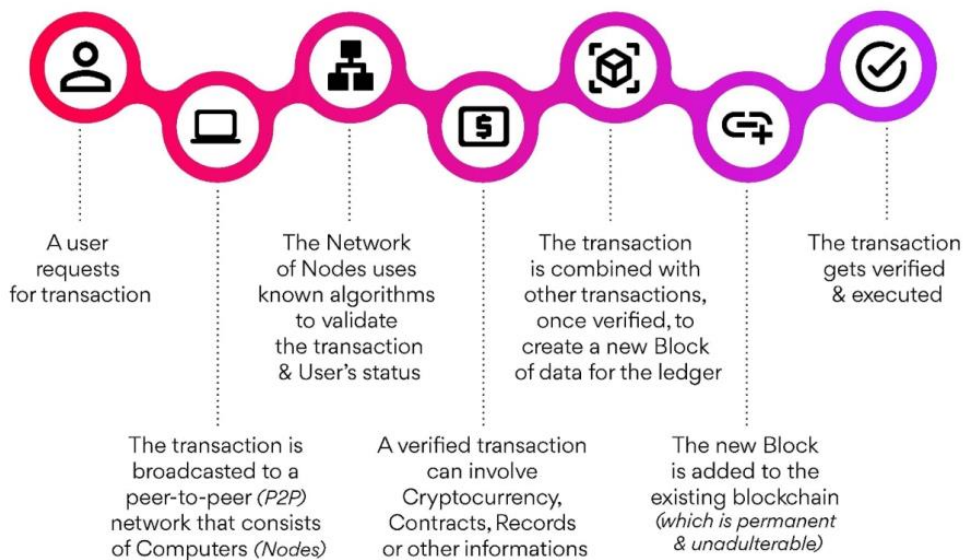 A user
requests
for transaction
The transaction is
broadcasted to a
peer-to-peer (P2P)
network that consists
of Computers (Nodes)
The Network
of Nodes uses
known algorithms
to validate
the transaction
& User's status
$
A verified transaction
can involve
Cryptocurrency,
Contracts, Records
or other informations
The transaction
is combined with
other transactions,
once verified, to
create a new Block
of data for the ledger
The new Block
is added to the
existing blockchain
(which is permanent
& unadulterable)
The transaction
gets verified
& executed